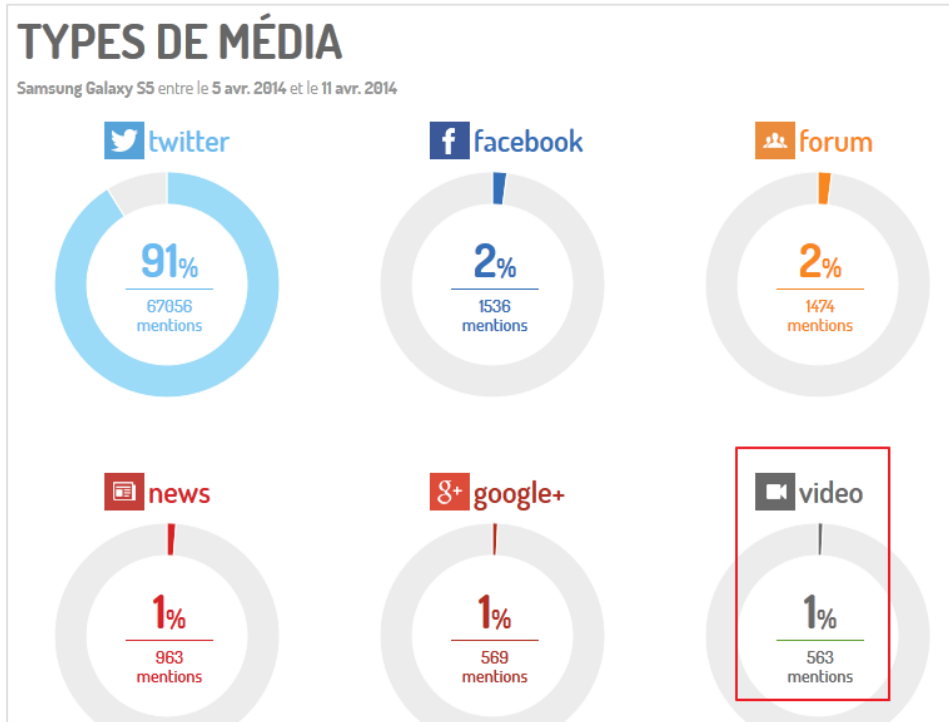 TYPES DE MÉDIA
Samsung Galaxy S5 entre le 5 avr. 2014 et le 11 avr. 2014
twitter
91%
67056
mentions
facebook
2%
1536
mentions
forum
2%
1474
mentions
news
1%
963
mentions
g+ google+
1%
569
mentions
video
1%
563
mentions